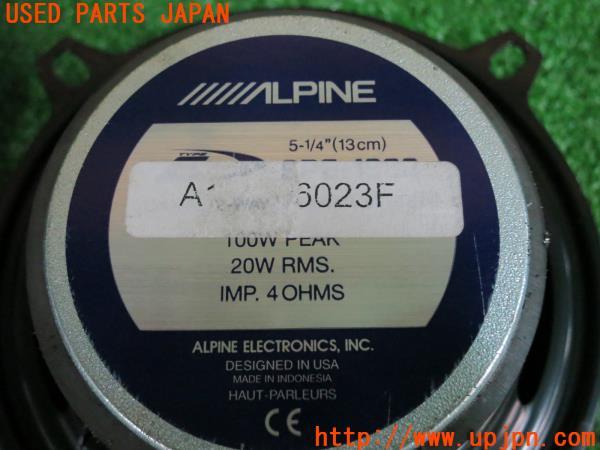 USED PARTS JAPAN
ALPINE
5-1/4"(13cm)
TYPE
6023F
100W PEAK
20W RMS.
IMP. 4 OHMS
ALPINE ELECTRONICS, INC.
DESIGNED IN USA
MADE IN INDONESIA
HAUT-PARLEURS
CE
http://www.upjpn.com